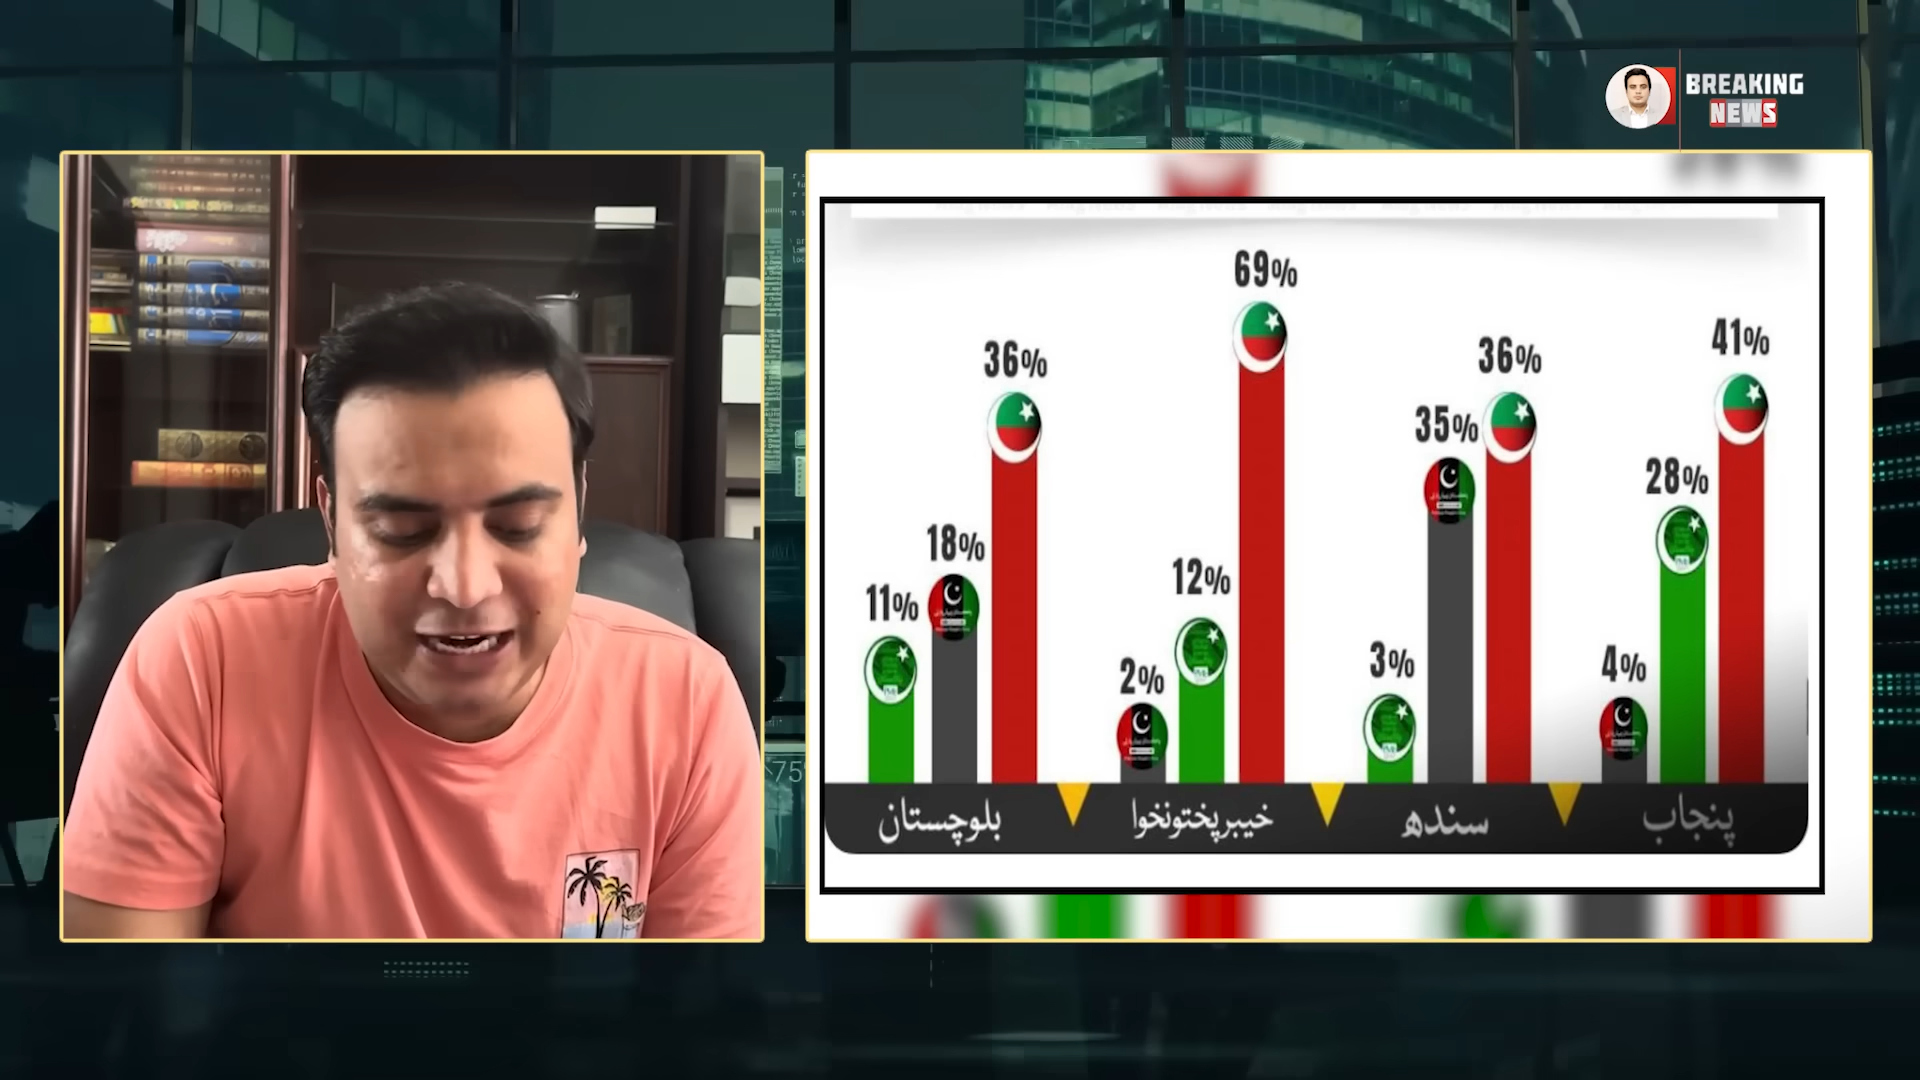 BREAKING
NEWS
69%
41%
36%
36%
35%
28%
18%
12%
11%
4%
3%
2%
بلوچستان
خیبرپختونخوا
سندھ
پنجاب